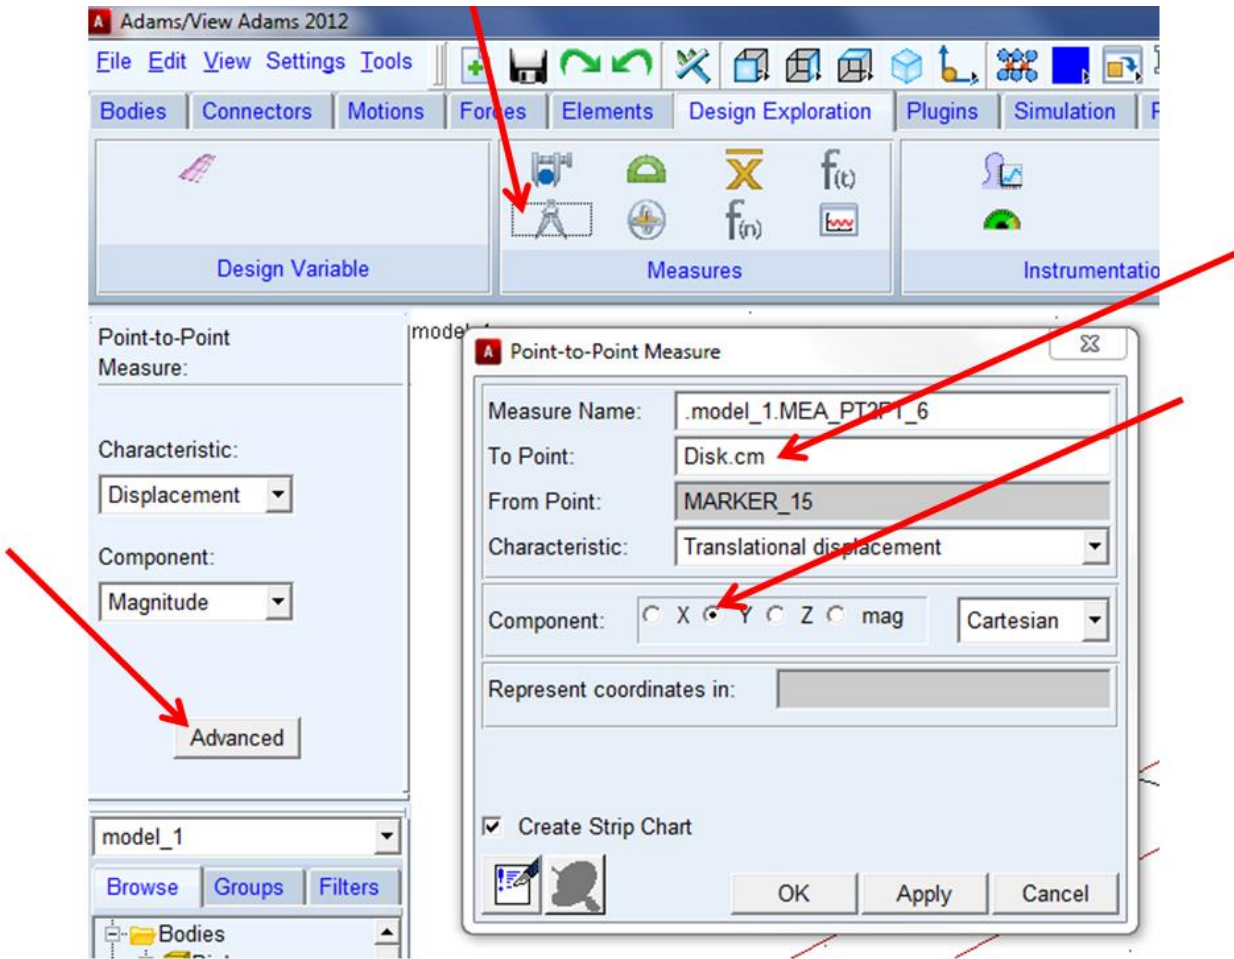 Adams/View Adams 2012
File Edit View Settings Tools
Bodies Connectors Motions Forces Elements Design Exploration Plugins Simulation
f(t)
f(n)
Design Variable Measures
Point-to-Point
Measure:
Characteristic:
Displacement
Component:
Magnitude
Advanced
model_1
Browse Groups Filters
Bodies
Point-to-Point Measure
Measure Name: .model_1.MEA_PT2PT_6
To Point: Disk.cm
From Point: MARKER_15
Characteristic: Translational displacement
Component: X Y Z mag Cartesian
Represent coordinates in:
Create Strip Chart
OK Apply Cancel